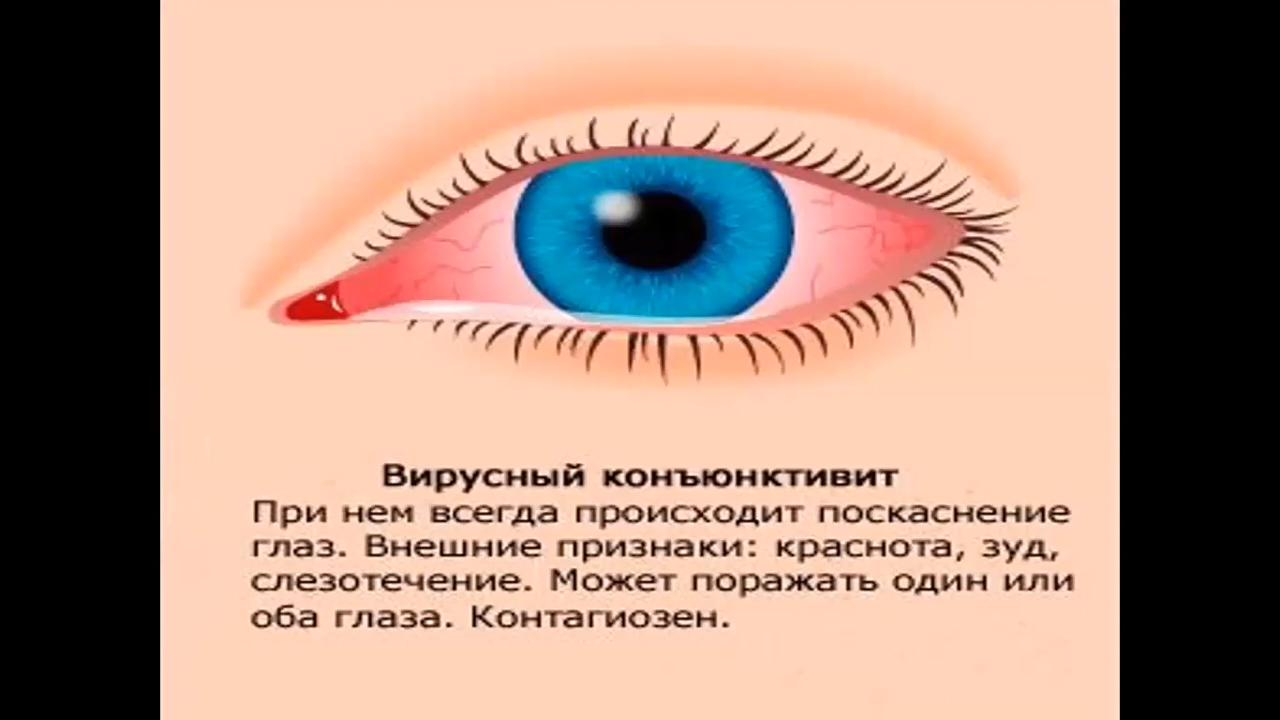 Вирусный конъюнктивит
При нем всегда происходит поскаснение
глаз. Внешние признаки: краснота, зуд,
слезотечение. Может поражать один или
оба глаза. Контагиозен.